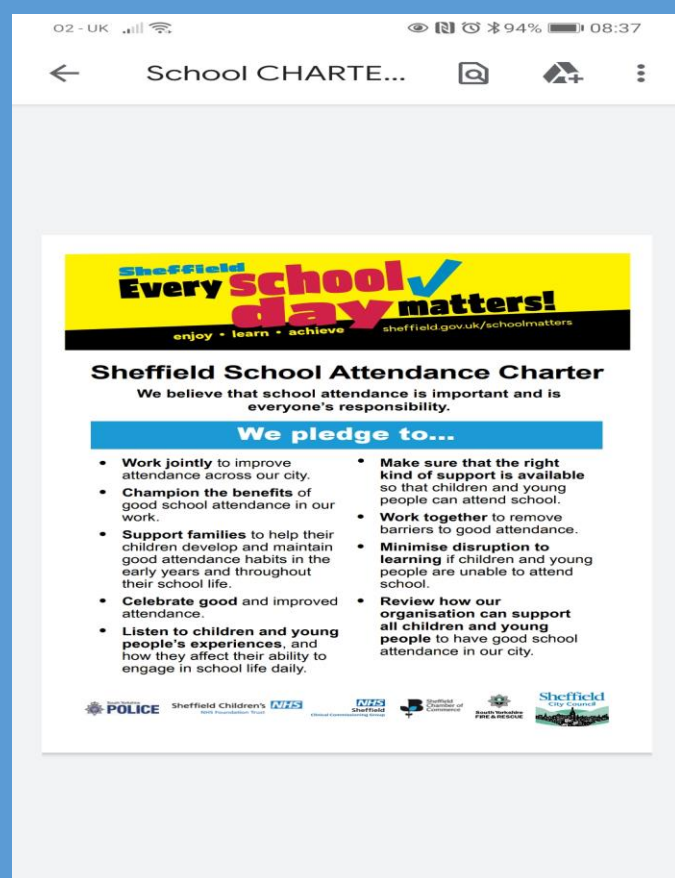 O2 - UK 94% 08:37
School CHARTE...
Sheffield
Every school
day matters!
enjoy • learn • achieve sheffield.gov.uk/schoolmatters
Sheffield School Attendance Charter
We believe that school attendance is important and is
everyone's responsibility.
We pledge to...
• Work jointly to improve
attendance across our city.
• Champion the benefits of
good school attendance in our
work.
• Support families to help their
children develop and maintain
good attendance habits in the
early years and throughout
their school life.
• Celebrate good and improved
attendance.
• Listen to children and young
people's experiences, and
how they affect their ability to
engage in school life daily.
• Make sure that the right
kind of support is available
so that children and young
people can attend school.
• Work together to remove
barriers to good attendance.
• Minimise disruption to
learning if children and young
people are unable to attend
school.
• Review how our
organisation can support
all children and young
people to have good school
attendance in our city.
South Yorkshire
POLICE
Sheffield Children's NHS
NHS Foundation Trust
NHS
Sheffield
Clinical Commissioning Group
Sheffield
Chamber of
Commerce
South Yorkshire
FIRE & RESCUE
Sheffield
City Council